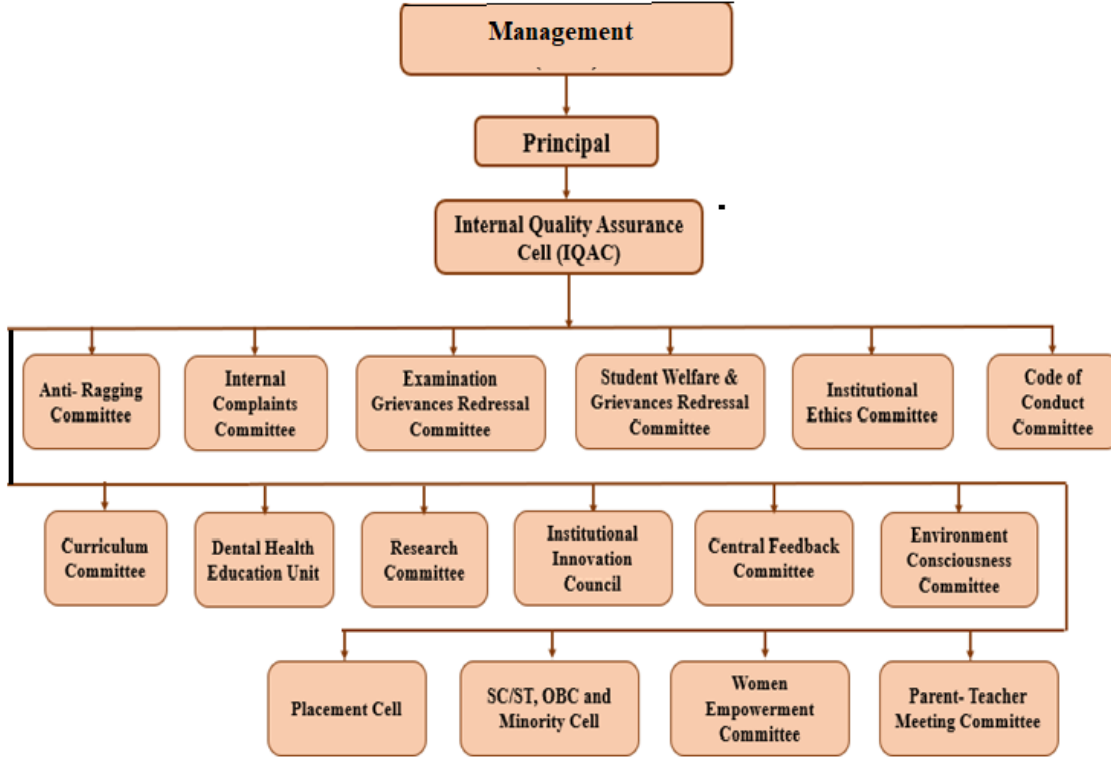 Management
Principal
Internal Quality Assurance
Cell (IQAC)
Anti- Ragging
Committee
Internal
Complaints
Committee
Examination
Grievances Redressal
Committee
Student Welfare &
Grievances Redressal
Committee
Institutional
Ethics Committee
Code of
Conduct
Committee
Curriculum
Committee
Dental Health
Education Unit
Research
Committee
Institutional
Innovation
Council
Central Feedback
Committee
Environment
Consciousness
Committee
Placement Cell
SC/ST, OBC and
Minority Cell
Women
Empowerment
Committee
Parent- Teacher
Meeting Committee